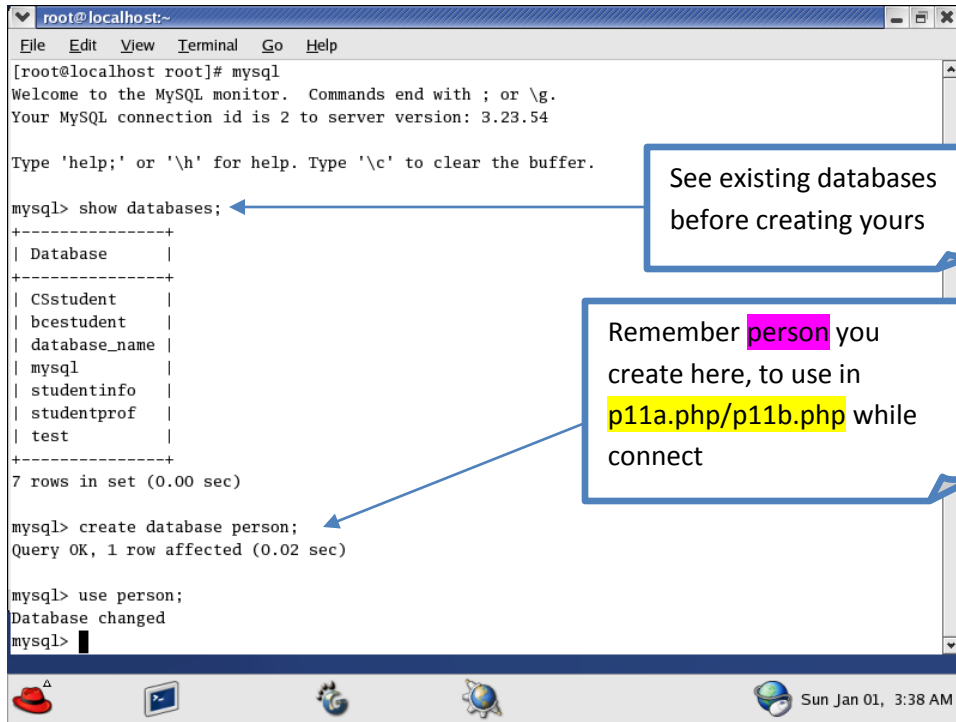 root@localhost:~
File Edit View Terminal Go Help
[root@localhost root]# mysql
Welcome to the MySQL monitor.  Commands end with ; or \g.
Your MySQL connection id is 2 to server version: 3.23.54
Type 'help;' or '\h' for help. Type '\c' to clear the buffer.
mysql> show databases;
+---------------+
| Database      |
+---------------+
| CSstudent     |
| bcestudent    |
| database_name |
| mysql         |
| studentinfo   |
| studentprof   |
| test          |
+---------------+
7 rows in set (0.00 sec)
mysql> create database person;
Query OK, 1 row affected (0.02 sec)
mysql> use person;
Database changed
mysql>
See existing databases
before creating yours
Remember person you
create here, to use in
p11a.php/p11b.php while
connect
Sun Jan 01, 3:38 AM